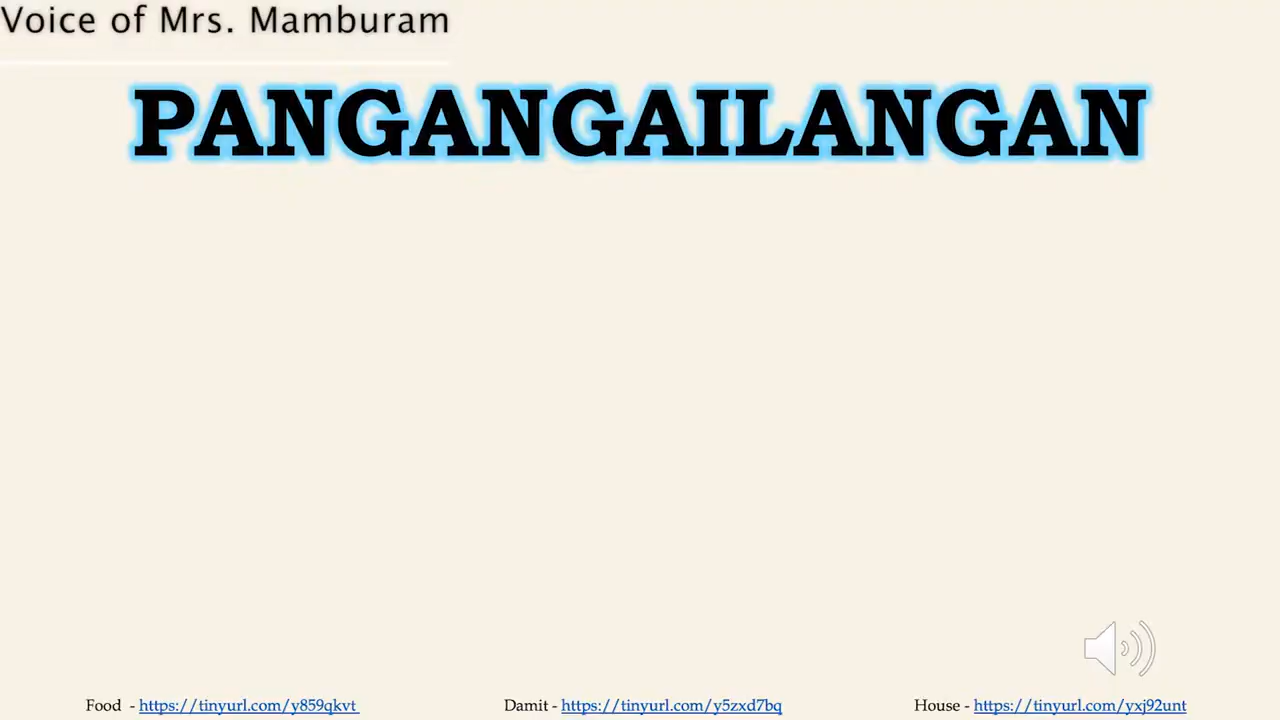 Voice of Mrs. Mamburam
PANGANGAILANGAN
Food - https://tinyurl.com/y859qkvt
Damit - https://tinyurl.com/y5zxd7bq
House - https://tinyurl.com/yxj92unt